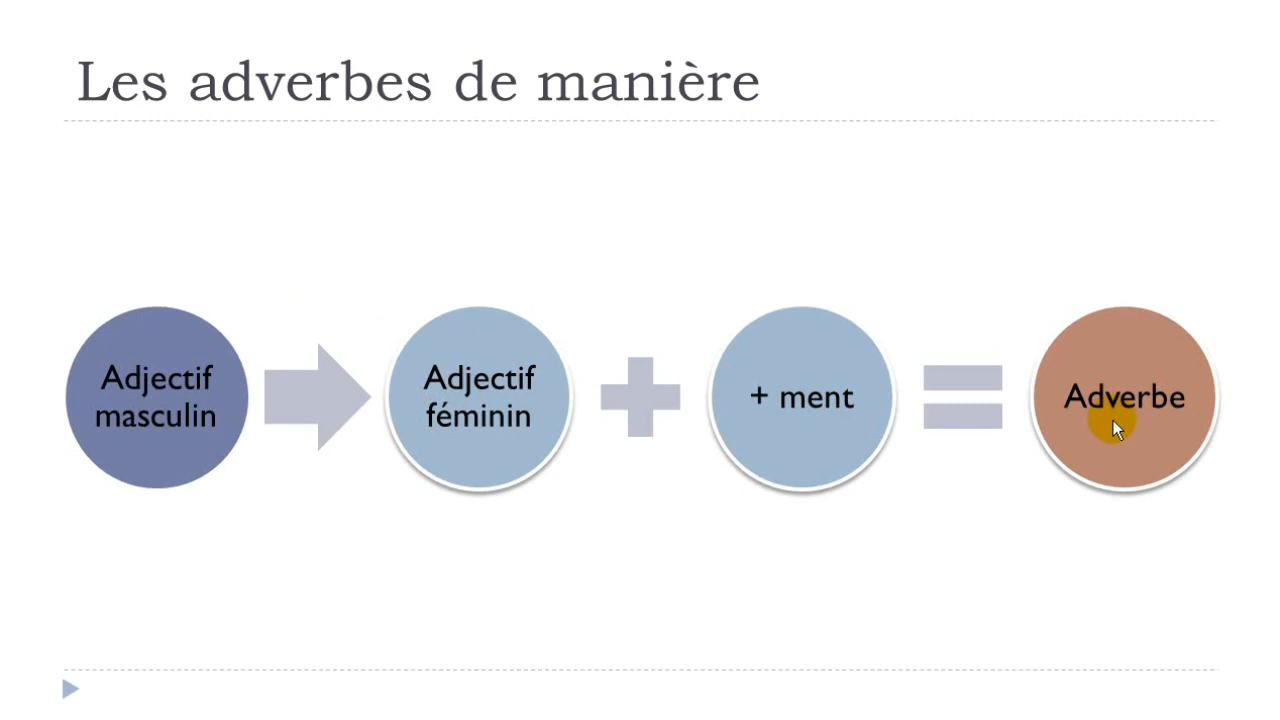 Les adverbes de manière
Adjectif
masculin
Adjectif
féminin
+ ment
Adverbe